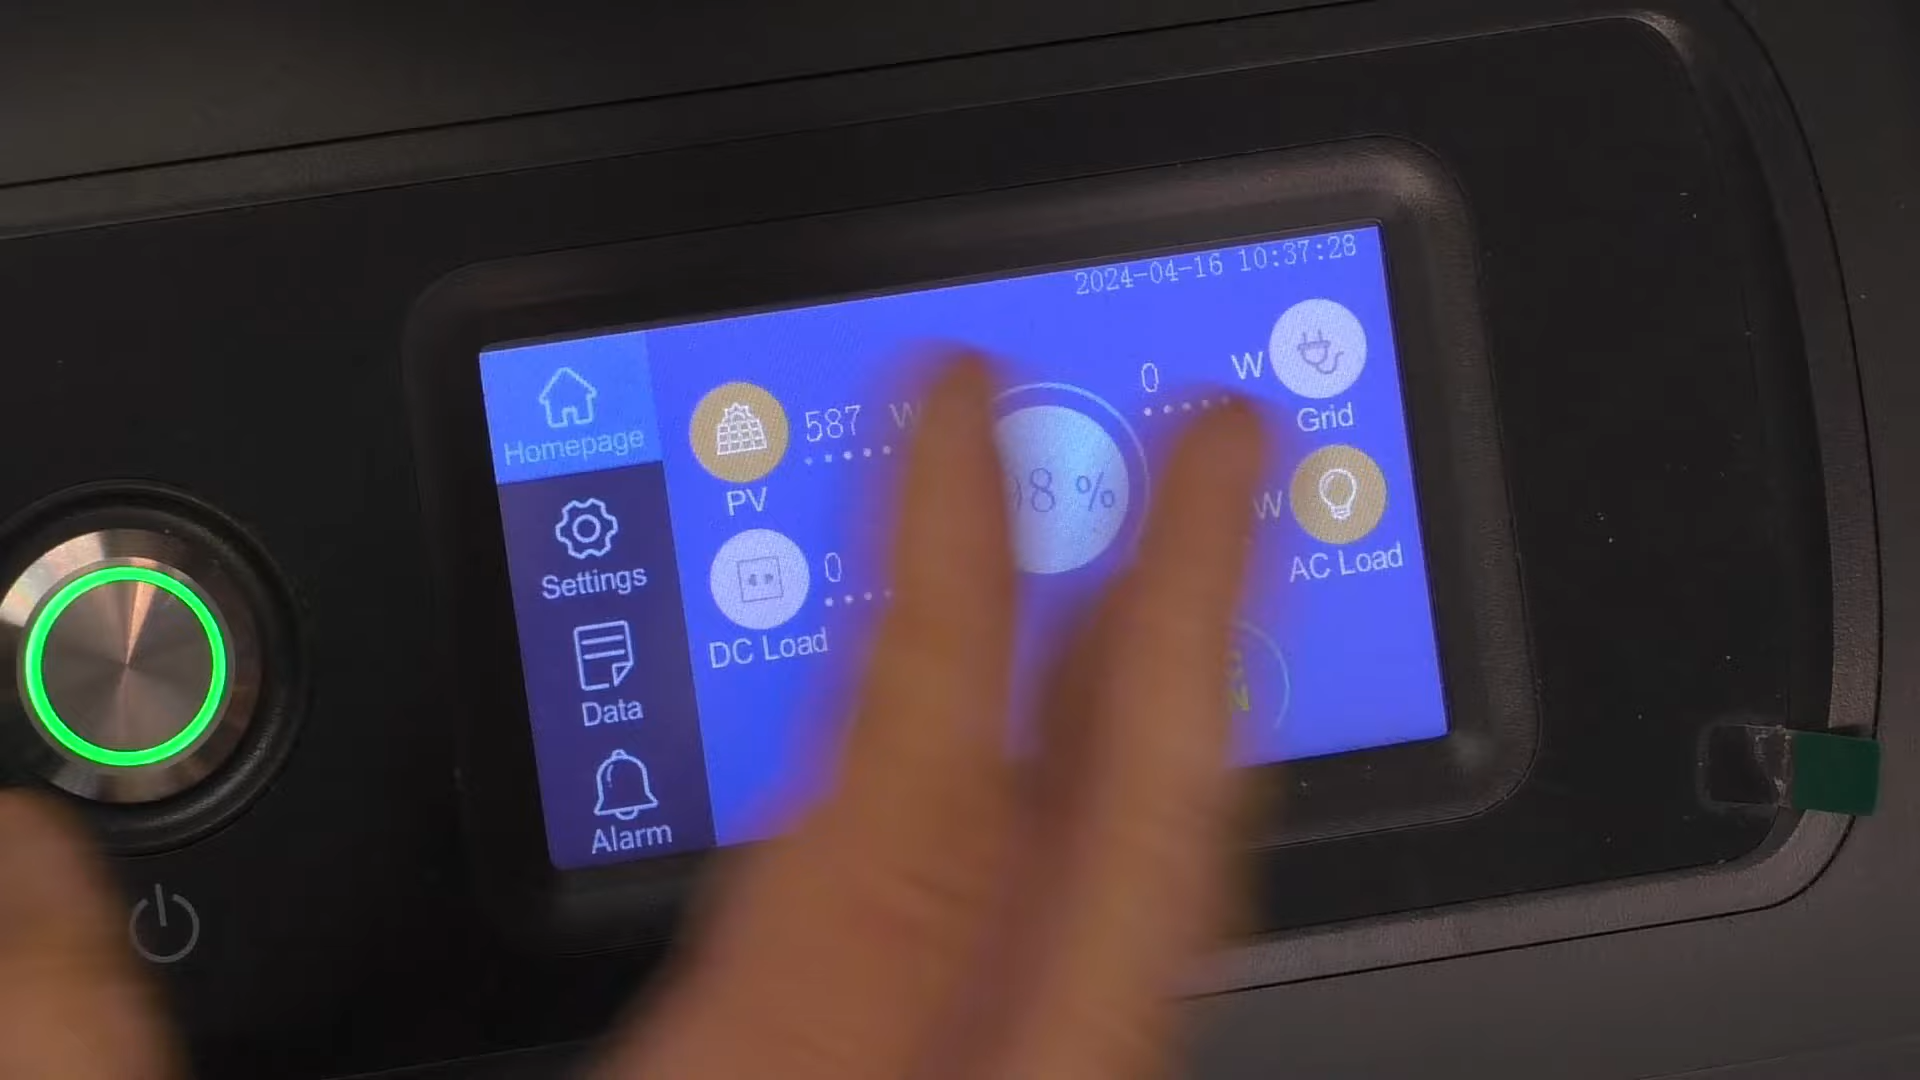 2024-04-16 10:37:28
Homepage
587 W
PV
0 W
Grid
8 %
W
AC Load
0
DC Load
Settings
Data
Alarm